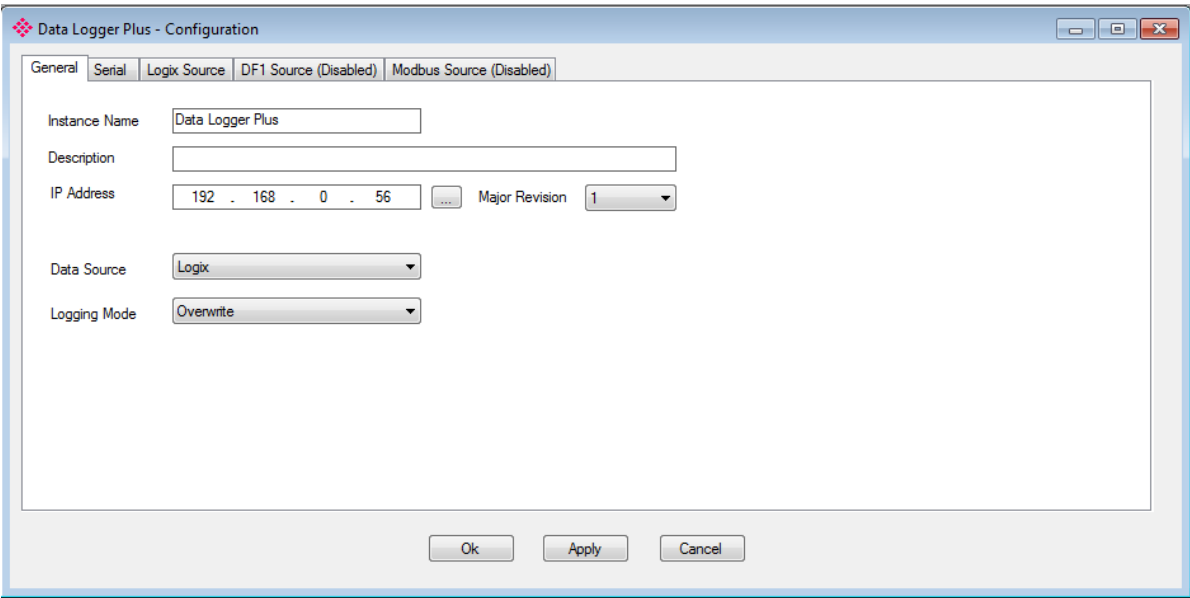 Data Logger Plus - Configuration
General Serial Logix Source DF1 Source (Disabled) Modbus Source (Disabled)
Instance Name Data Logger Plus
Description
IP Address 192 . 168 . 0 . 56 ... Major Revision 1
Data Source Logix
Logging Mode Overwrite
Ok Apply Cancel